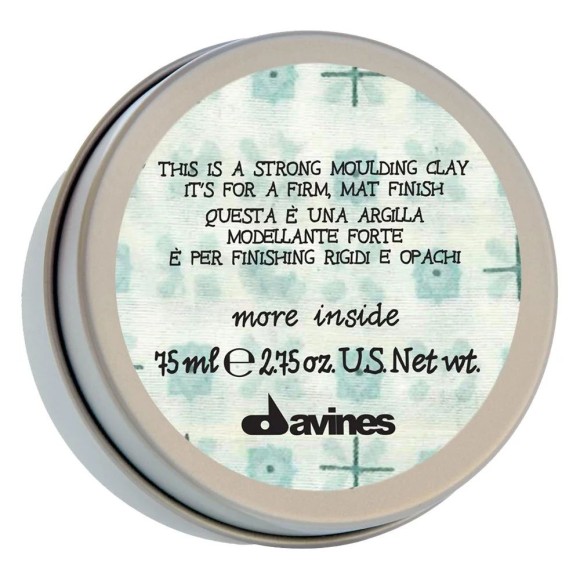 THIS IS A STRONG MOULDING CLAY
IT'S FOR A FIRM, MAT FINISH
QUESTA È UNA ARGILLA
MODELLANTE FORTE
È PER FINISHING RIGIDI E OPACHI
more inside
75 ml ℮ 2.75 oz. U.S. Net wt.
davines